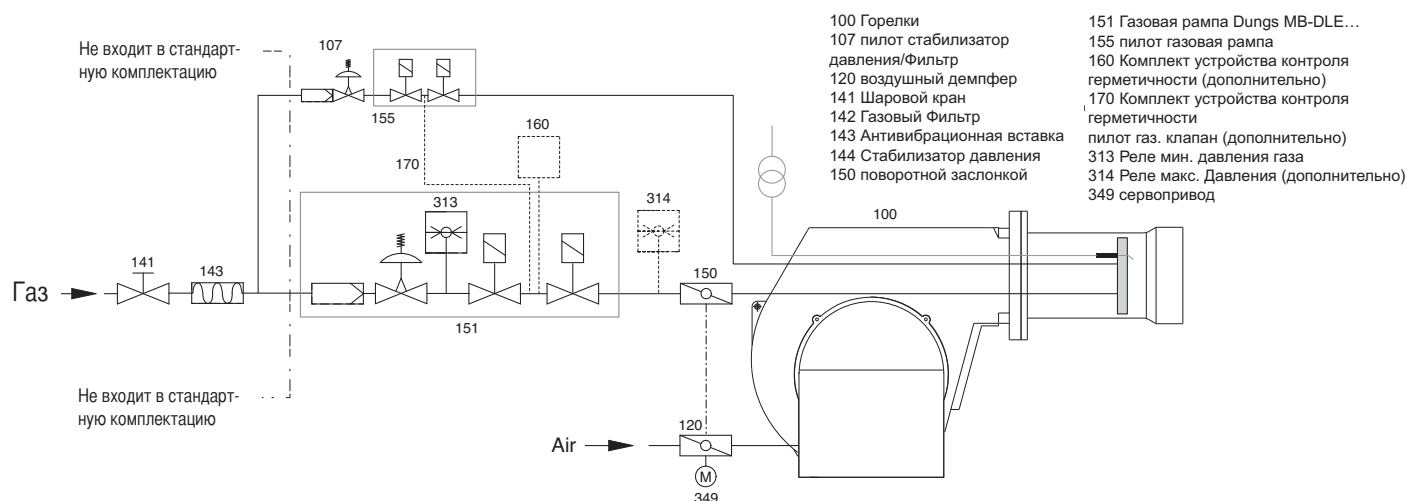 Не входит в стандарт-
ную комплектацию
107
155
160
170
313
314
100
141
143
150
Газ
151
Не входит в стандарт-
ную комплектацию
120
Air
M
349
100 Горелки
107 пилот стабилизатор
давления/Фильтр
120 воздушный демпфер
141 Шаровой кран
142 Газовый Фильтр
143 Антивибрационная вставка
144 Стабилизатор давления
150 поворотной заслонкой
151 Газовая рампа Dungs MB-DLE…
155 пилот газовая рампа
160 Комплект устройства контроля
герметичности (дополнительно)
170 Комплект устройства контроля
герметичности
пилот газ. клапан (дополнительно)
313 Реле мин. давления газа
314 Реле макс. Давления (дополнительно)
349 сервопривод